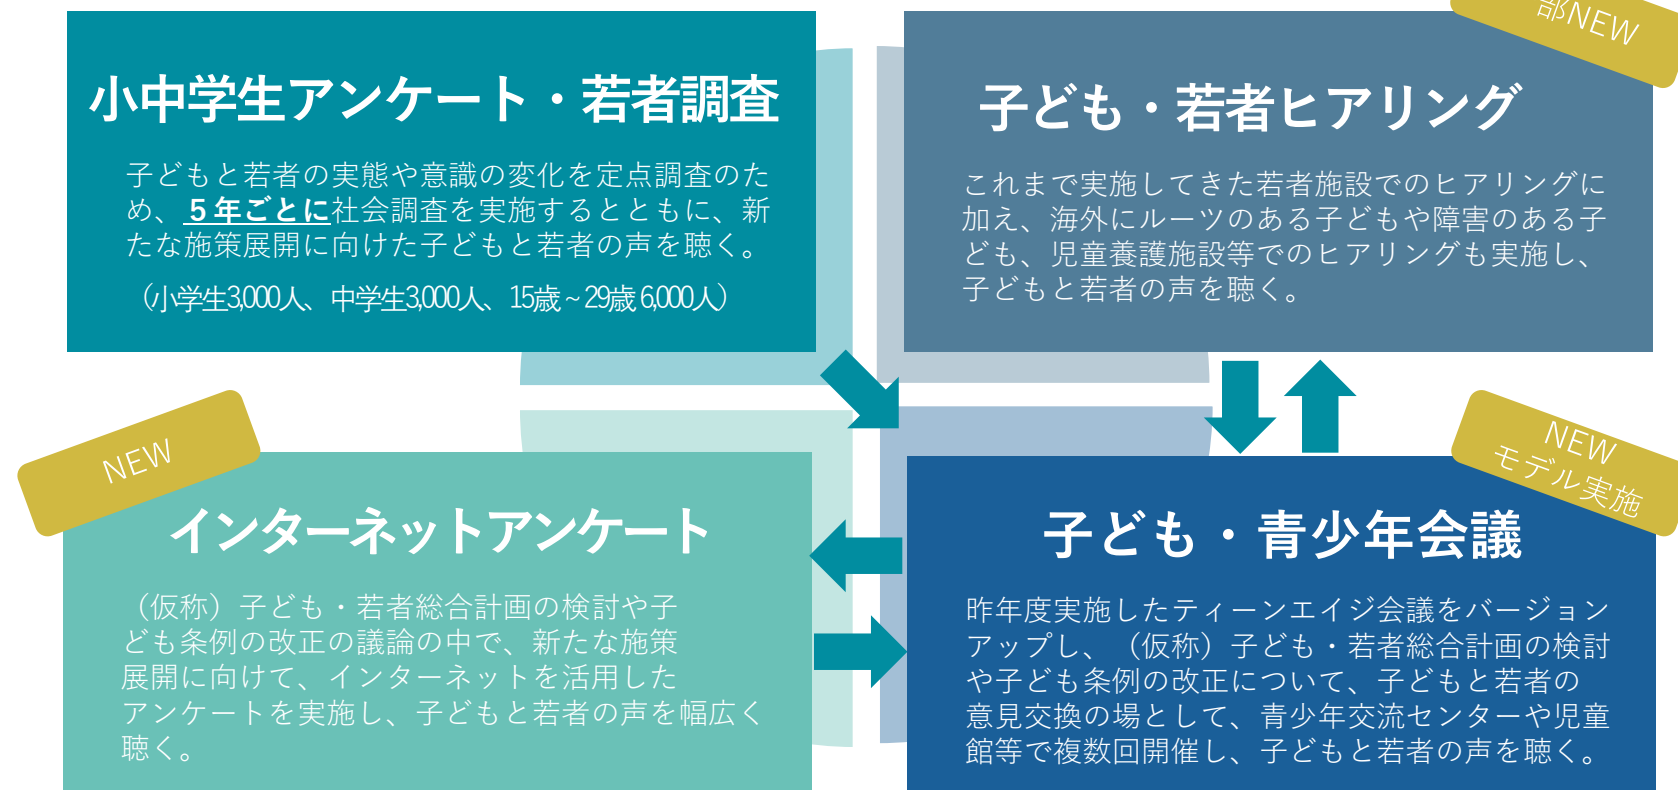 小中学生アンケート・若者調査
子どもと若者の実態や意識の変化を定点調査のた
め、５年ごとに社会調査を実施するとともに、新
たな施策展開に向けた子どもと若者の声を聴く。
（小学生3,000人、中学生3,000人、15歳～29歳 6,000人）
部NEW
子ども・若者ヒアリング
これまで実施してきた若者施設でのヒアリングに
加え、海外にルーツのある子どもや障害のある子
ども、児童養護施設等でのヒアリングも実施し、
子どもと若者の声を聴く。
NEW
インターネットアンケート
（仮称）子ども・若者総合計画の検討や子
ども条例の改正の議論の中で、新たな施策
展開に向けて、インターネットを活用した
アンケートを実施し、子どもと若者の声を幅広く
聴く。
NEW
モデル実施
子ども・青少年会議
昨年度実施したティーンエイジ会議をバージョン
アップし、（仮称）子ども・若者総合計画の検討
や子ども条例の改正について、子どもと若者の
意見交換の場として、青少年交流センターや児童
館等で複数回開催し、子どもと若者の声を聴く。